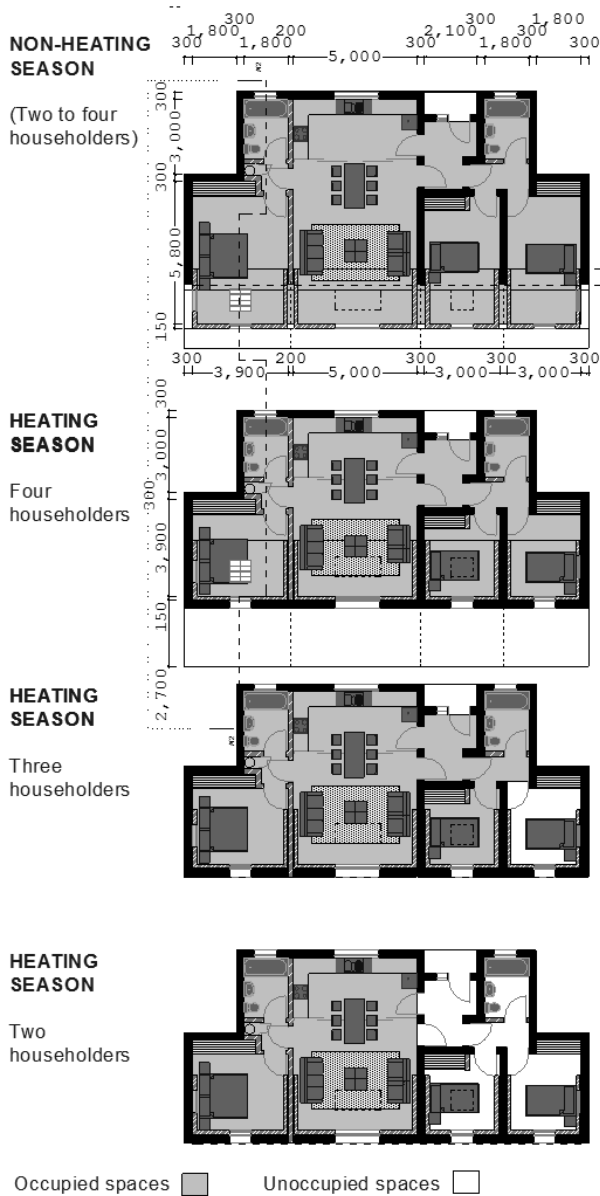 300 300 1,800
1,800 200 2,100 300
300 1,800 5,000 300 1,800 300
NON-HEATING
SEASON
(Two to four
householders)
300
3,000
300
5,800
150
300 200 300 300 300
3,900 5,000 3,000 3,000
HEATING
SEASON
Four
householders
300
3,000
300
3,900
150
2,700
HEATING
SEASON
Three
householders
HEATING
SEASON
Two
householders
Occupied spaces Unoccupied spaces